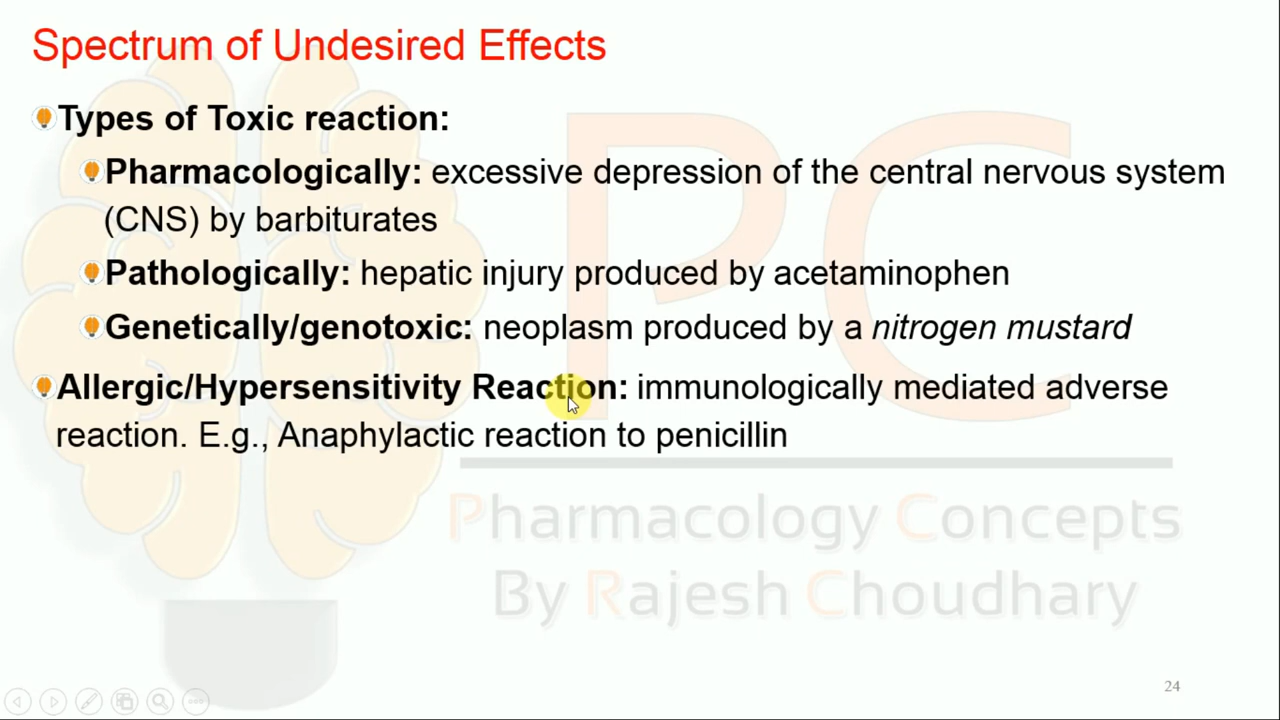 Spectrum of Undesired Effects
Types of Toxic reaction:
Pharmacologically: excessive depression of the central nervous system
(CNS) by barbiturates
Pathologically: hepatic injury produced by acetaminophen
Genetically/genotoxic: neoplasm produced by a nitrogen mustard
Allergic/Hypersensitivity Reaction: immunologically mediated adverse
reaction. E.g., Anaphylactic reaction to penicillin
PC
Pharmacology Concepts
By Rajesh Choudhary
24